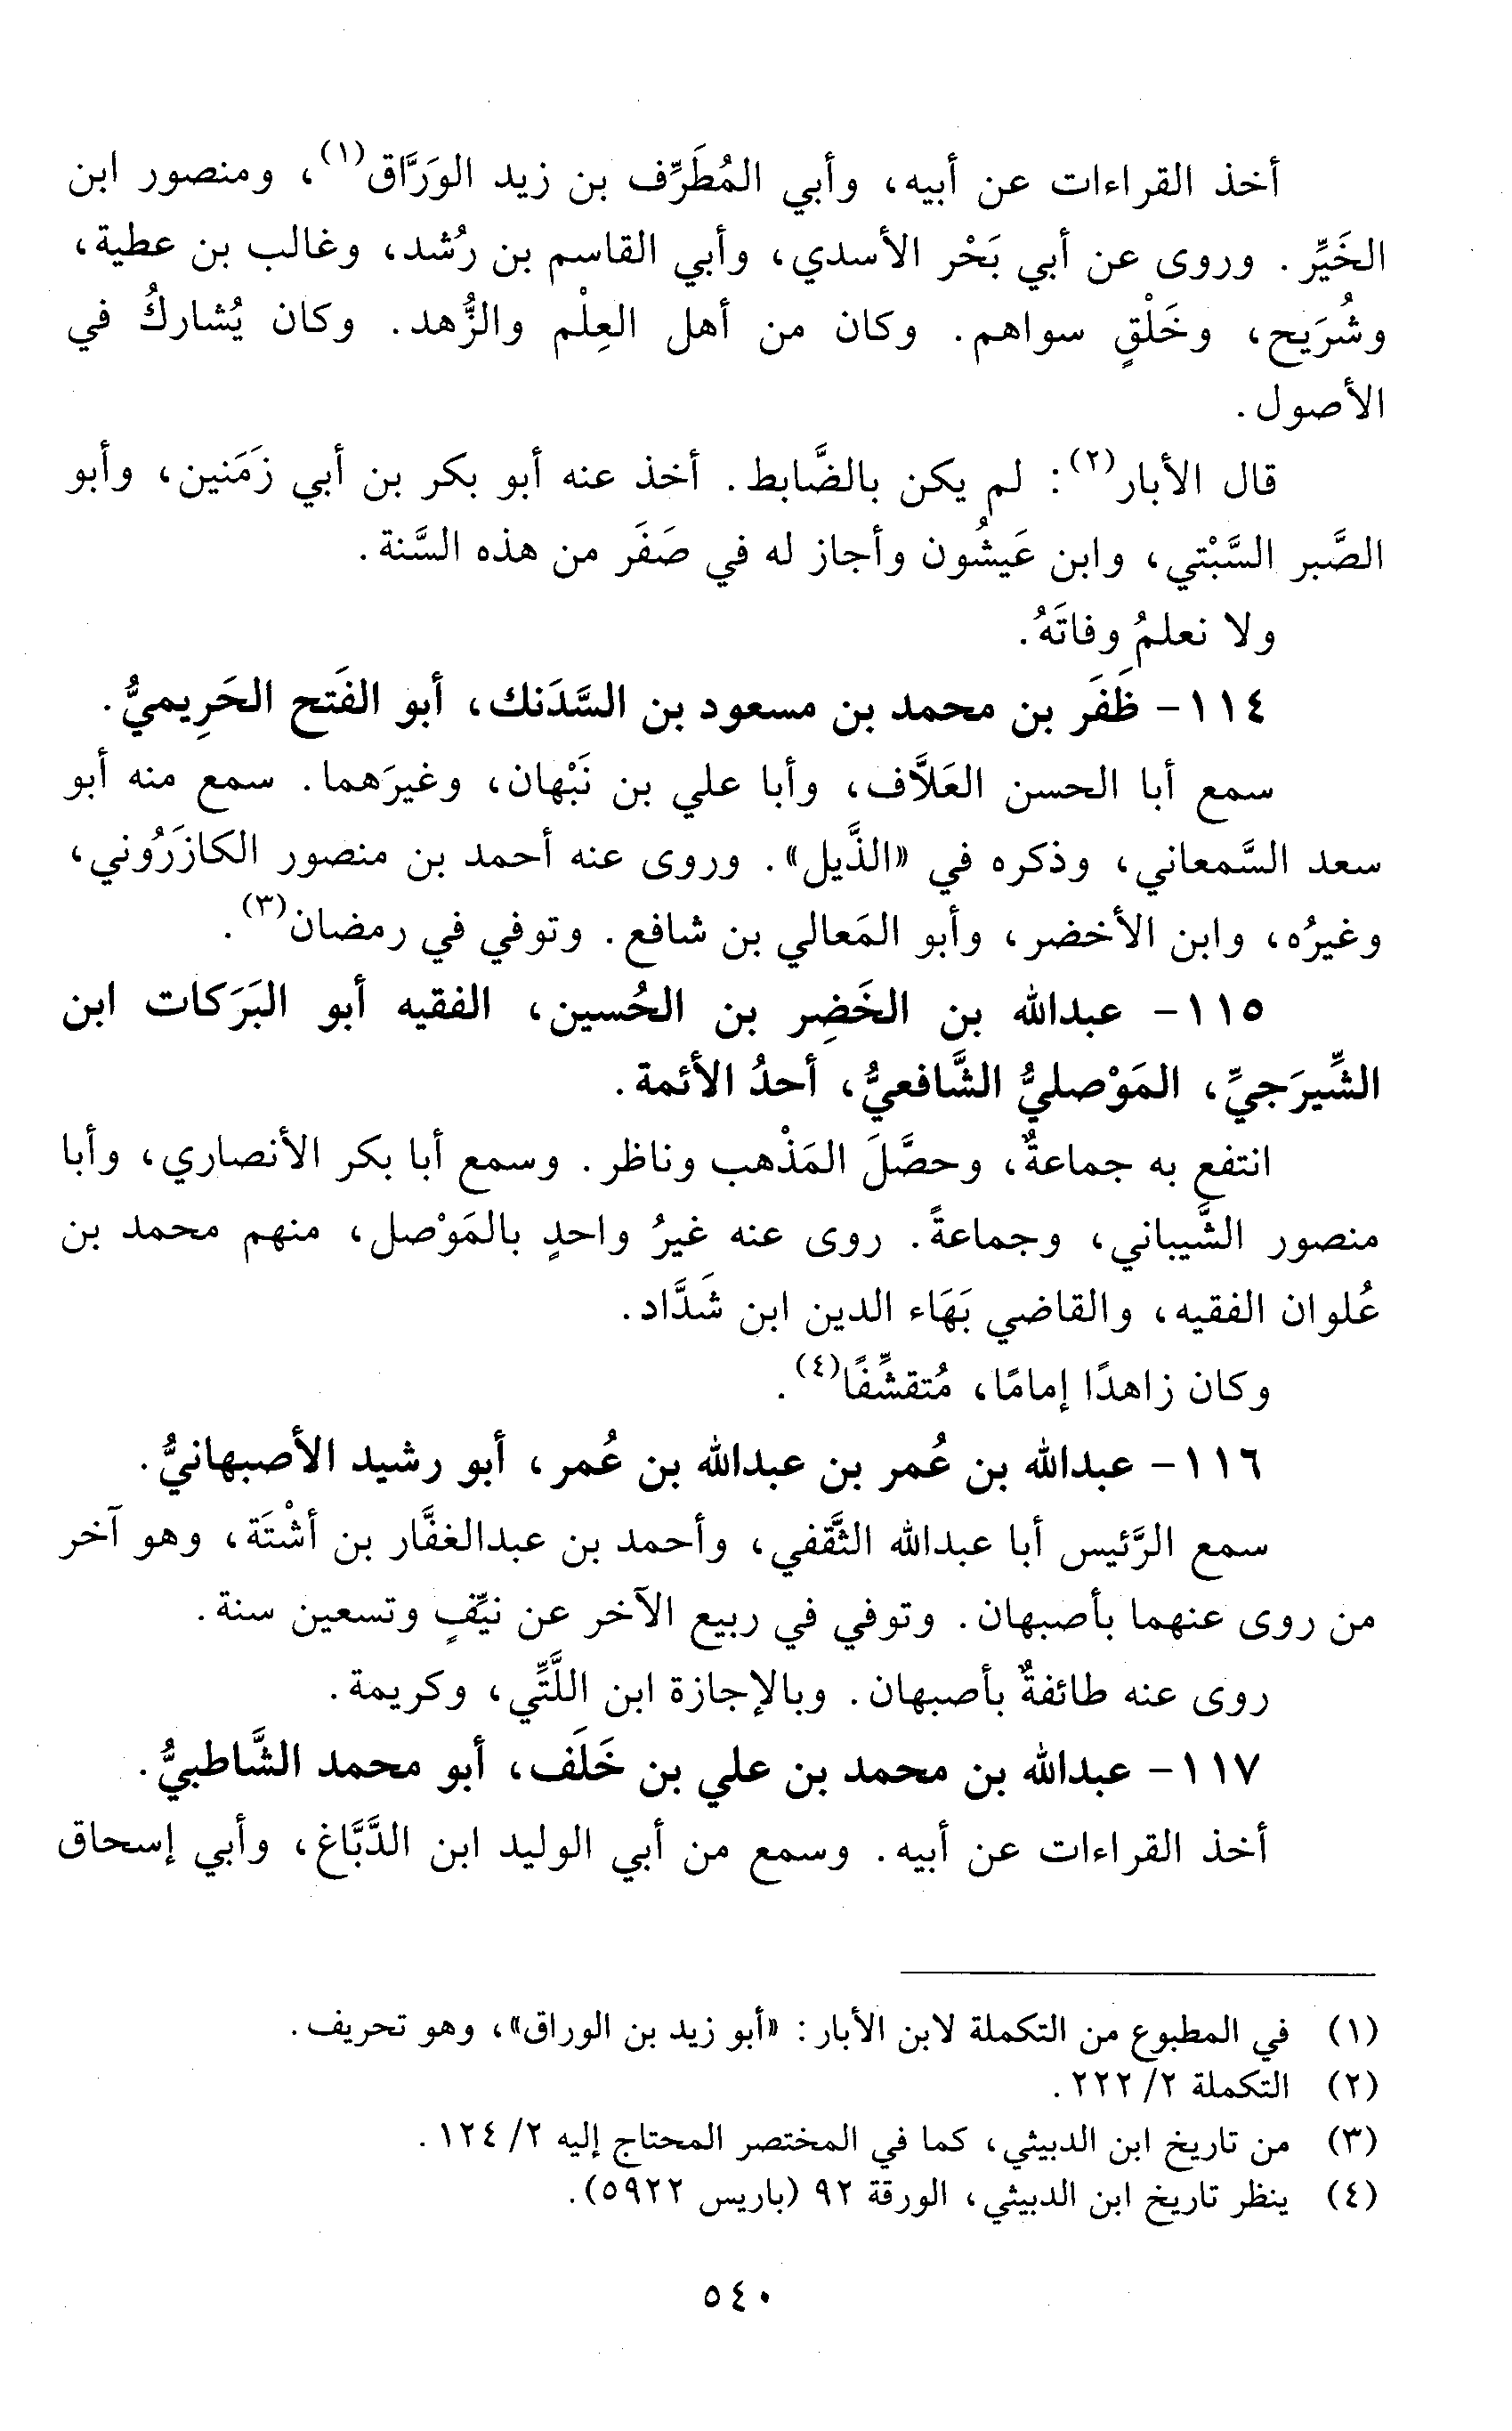 أخذ القراءات عن أبيه، وأبي المُطَرِّف بن زيد الوَرَّاق(١)، ومنصور ابن
الخَيِّر. وروى عن أبي بَحْر الأسدي، وأبي القاسم بن رُشد، وغالب بن عطية،
وشُرَيح، وخَلْقٍ سواهم. وكان من أهل العِلْم والزُّهد. وكان يُشاركُ في
الأصول.
قال الأبار(٢): لم يكن بالضَّابط. أخذ عنه أبو بكر بن أبي زَمَنين، وأبو
الصَّبر السَّبْتي، وابن عَيشُون وأجاز له في صَفَر من هذه السَّنة.
ولا نعلمُ وفاتَهُ.
١١٤- ظَفَر بن محمد بن مسعود بن السَّدَنك، أبو الفَتح الحَرِيميُّ.
سمع أبا الحسن العَلاَّف، وأبا علي بن نَبْهان، وغيرَهما. سمع منه أبو
سعد السَّمعاني، وذكره في «الذَّيل». وروى عنه أحمد بن منصور الكازَرُوني،
وغيرُه، وابن الأخضر، وأبو المَعالي بن شافع. وتوفي في رمضان(٣).
١١٥- عبدالله بن الخَضِر بن الحُسين، الفقيه أبو البَرَكات ابن
الشِّيرَجيِّ، المَوْصليُّ الشَّافعيُّ، أحدُ الأئمة.
انتفع به جماعةٌ، وحصَّلَ المَذْهب وناظر. وسمع أبا بكر الأنصاري، وأبا
منصور الشَّيباني، وجماعةً. روى عنه غيرُ واحدٍ بالمَوْصل، منهم محمد بن
عُلوان الفقيه، والقاضي بَهَاء الدين ابن شَدَّاد.
وكان زاهدًا إمامًا، مُتقشِّفًا(٤).
١١٦- عبدالله بن عُمر بن عبدالله بن عُمر، أبو رشيد الأصبهانيُّ.
سمع الرَّئيس أبا عبدالله الثَّقفي، وأحمد بن عبدالغفَّار بن أشْتَة، وهو آخر
من روى عنهما بأصبهان. وتوفي في ربيع الآخر عن نيِّفٍ وتسعين سنة.
روى عنه طائفةٌ بأصبهان. وبالإجازة ابن اللَّتِّي، وكريمة.
١١٧- عبدالله بن محمد بن علي بن خَلَف، أبو محمد الشَّاطبيُّ.
أخذ القراءات عن أبيه. وسمع من أبي الوليد ابن الدَّبَّاغ، وأبي إسحاق
(١) في المطبوع من التكملة لابن الأبار: «أبو زيد بن الوراق»، وهو تحريف.
(٢) التكملة ٢/ ٢٢٢.
(٣) من تاريخ ابن الدبيثي، كما في المختصر المحتاج إليه ٢/ ١٢٤.
(٤) ينظر تاريخ ابن الدبيثي، الورقة ٩٢ (باريس ٥٩٢٢).
٥٤٠